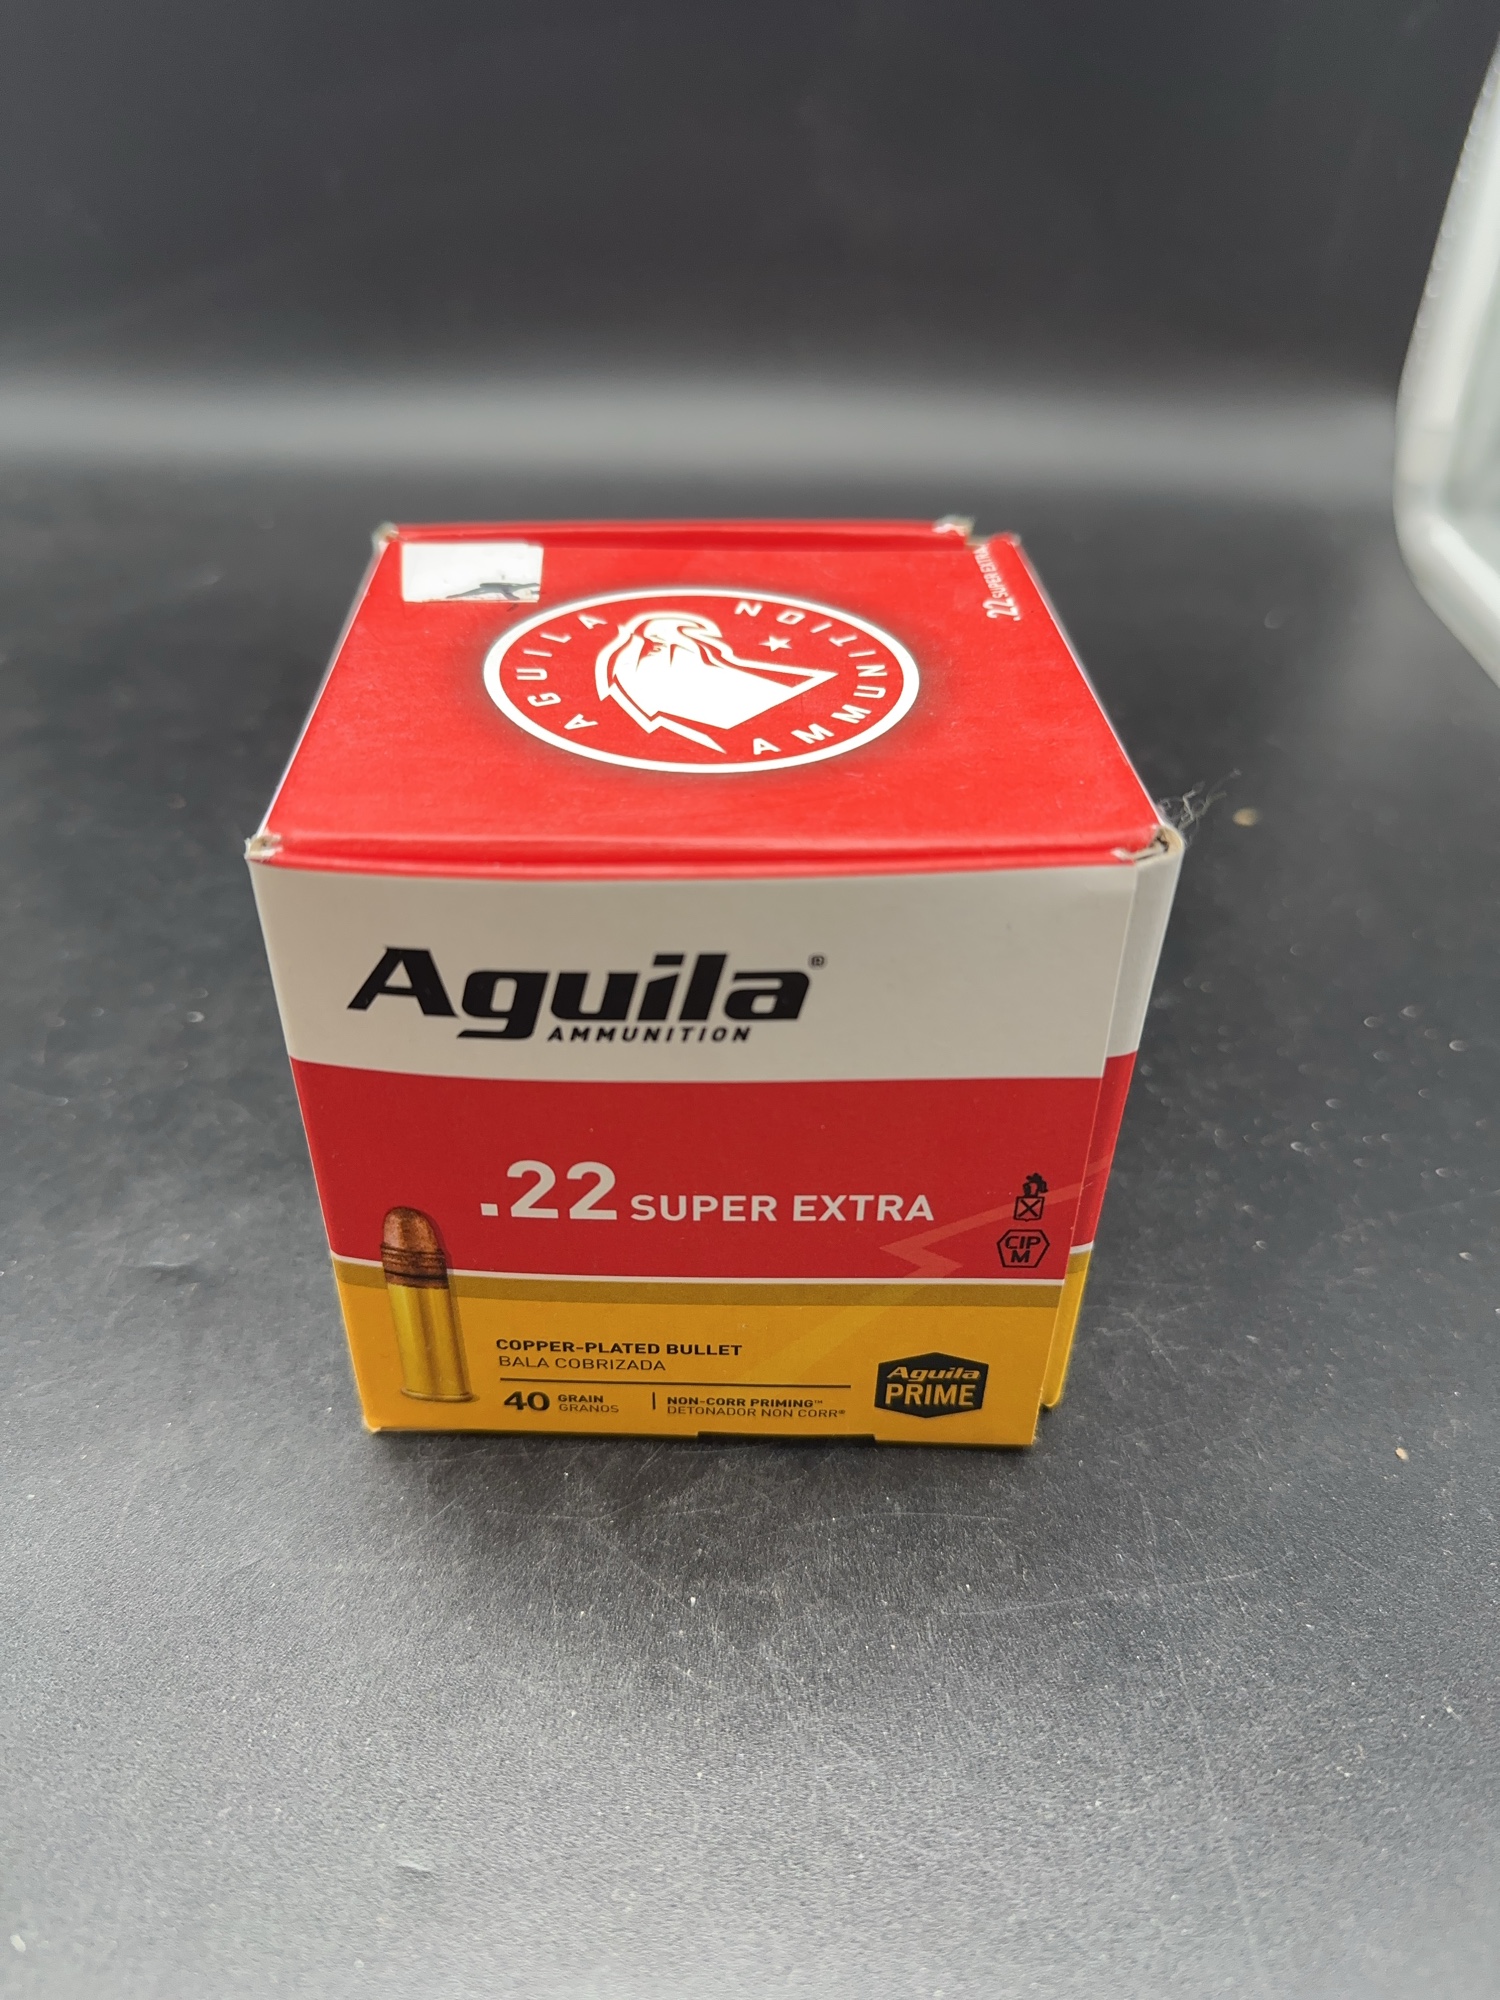 AGUILA AMMUNITION
.22 SUPER EXTRA
Aguila®
AMMUNITION
.22 SUPER EXTRA
CIP
M
COPPER-PLATED BULLET
BALA COBRIZADA
40 GRAIN
GRANOS
NON-CORR PRIMING™
DETONADOR NON CORR®
Aguila
PRIME